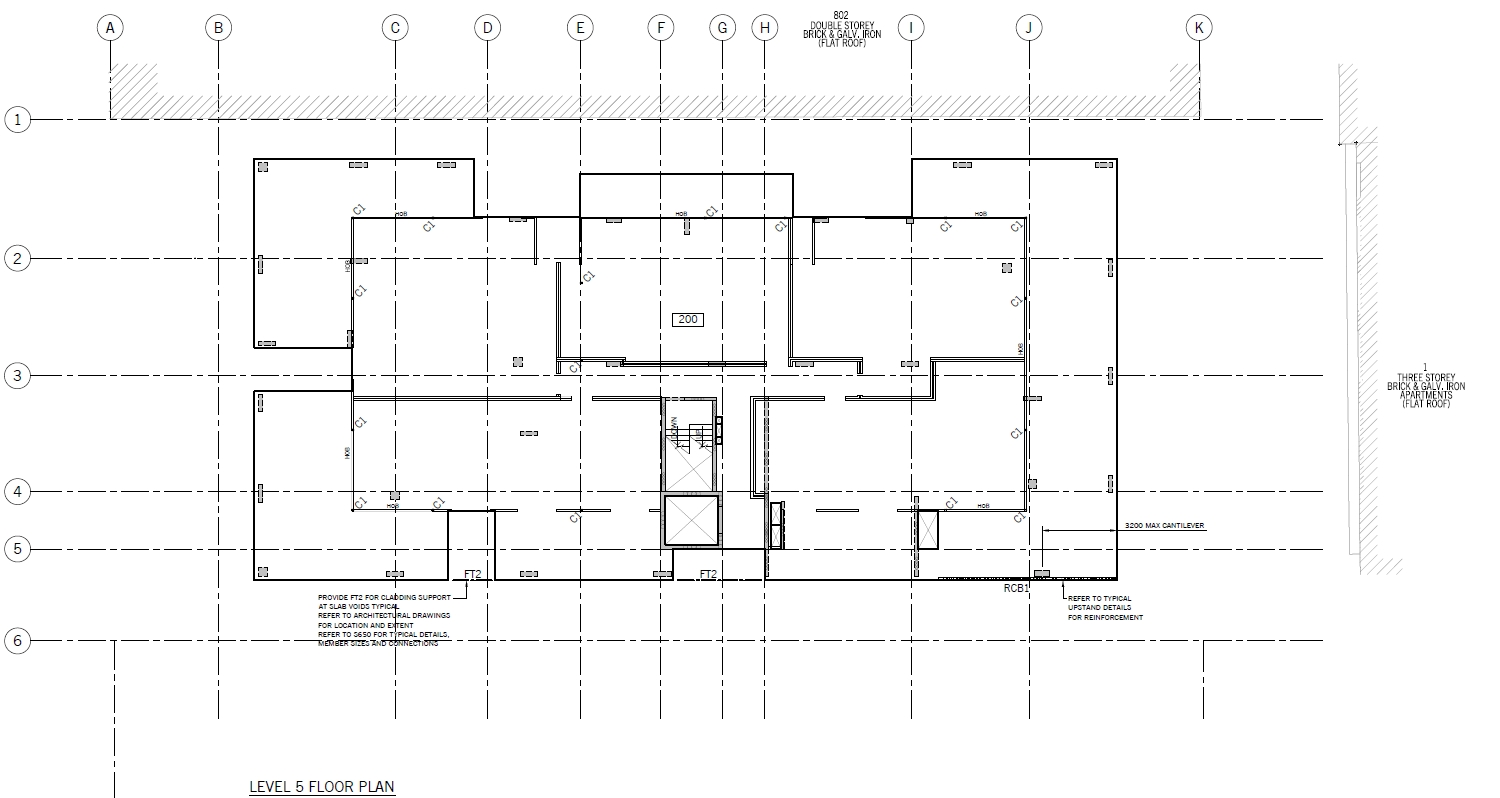 802
DOUBLE STOREY
BRICK & GALV. IRON
(FLAT ROOF)
A
B
C
D
E
F
G
H
I
J
K
1
C1
HOB
C1
HOB
C1
C1
C1
HOB
C1
2
HOB
C1
C1
C1
200
HOB
3
C1
1
THREE STOREY
BRICK & GALV. IRON
APARTMENTS
(FLAT ROOF)
C1
DOWN
UP
C1
HOB
4
C1
HOB
C1
C1
C1
HOB
C1
3200 MAX CANTILEVER
5
FT2
FT2
RCB1
PROVIDE FT2 FOR CLADDING SUPPORT
AT SLAB VOIDS TYPICAL
REFER TO ARCHITECTURAL DRAWINGS
FOR LOCATION AND EXTENT
REFER TO S650 FOR TYPICAL DETAILS,
MEMBER SIZES AND CONNECTIONS
REFER TO TYPICAL
UPSTAND DETAILS
FOR REINFORCEMENT
6
LEVEL 5 FLOOR PLAN